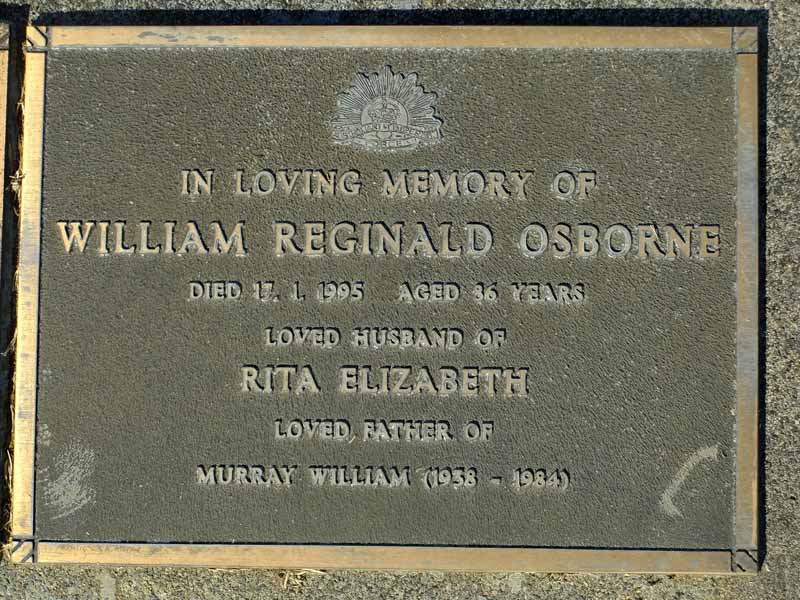 IN LOVING MEMORY OF
WILLIAM REGINALD OSBORNE
DIED 17. 1. 1995 AGED 86 YEARS
LOVED HUSBAND OF
RITA ELIZABETH
LOVED FATHER OF
MURRAY WILLIAM (1938 - 1984)